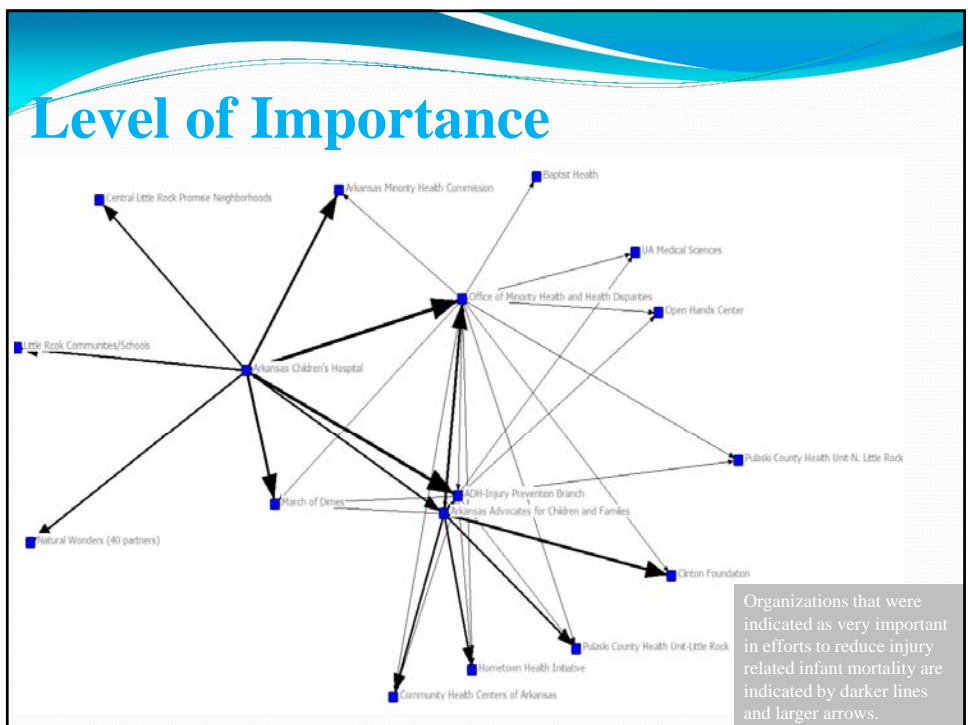 Level of Importance
Baptist Health
Arkansas Minority Health Commission
Central Little Rock Promise Neighborhoods
UA Medical Sciences
Office of Minority Health and Health Disparties
Open Hands Center
Little Rcok Communities/Schools
Arkansas Children's Hospital
Pulaski County Health Unit-N. Little Rock
ADH-Injury Prevention Branch
March of Dimes
Arkansas Advocates for Children and Families
Natural Wonders (40 partners)
Clinton Foundation
Pulaski County Health Unit-Little Rock
Hometown Health Intiative
Community Health Centers of Arkansas
Organizations that were
indicated as very important
in efforts to reduce injury
related infant mortality are
indicated by darker lines
and larger arrows.